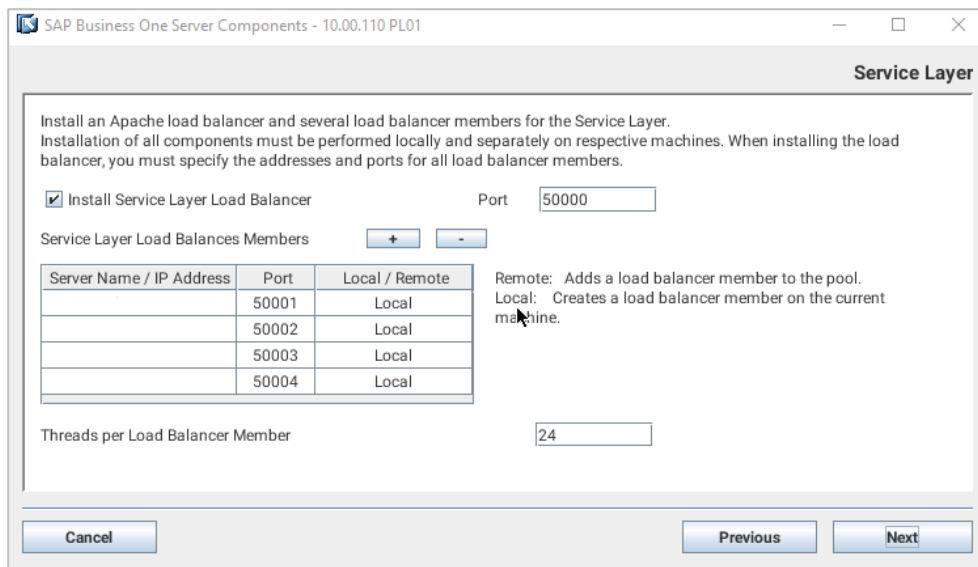 SAP Business One Server Components - 10.00.110 PL01
Service Layer
Install an Apache load balancer and several load balancer members for the Service Layer.
Installation of all components must be performed locally and separately on respective machines. When installing the load
balancer, you must specify the addresses and ports for all load balancer members.
Install Service Layer Load Balancer Port 50000
Service Layer Load Balances Members + -
Server Name / IP Address Port Local / Remote
50001 Local
50002 Local
50003 Local
50004 Local
Remote: Adds a load balancer member to the pool.
Local: Creates a load balancer member on the current
machine.
Threads per Load Balancer Member 24
Cancel Previous Next